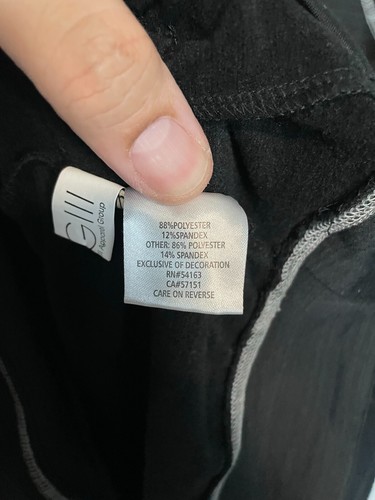 GIII
Apparel Group
88%POLYESTER
12%SPANDEX
OTHER: 86% POLYESTER
14% SPANDEX
EXCLUSIVE OF DECORATION
RN#54163
CA#57151
CARE ON REVERSE